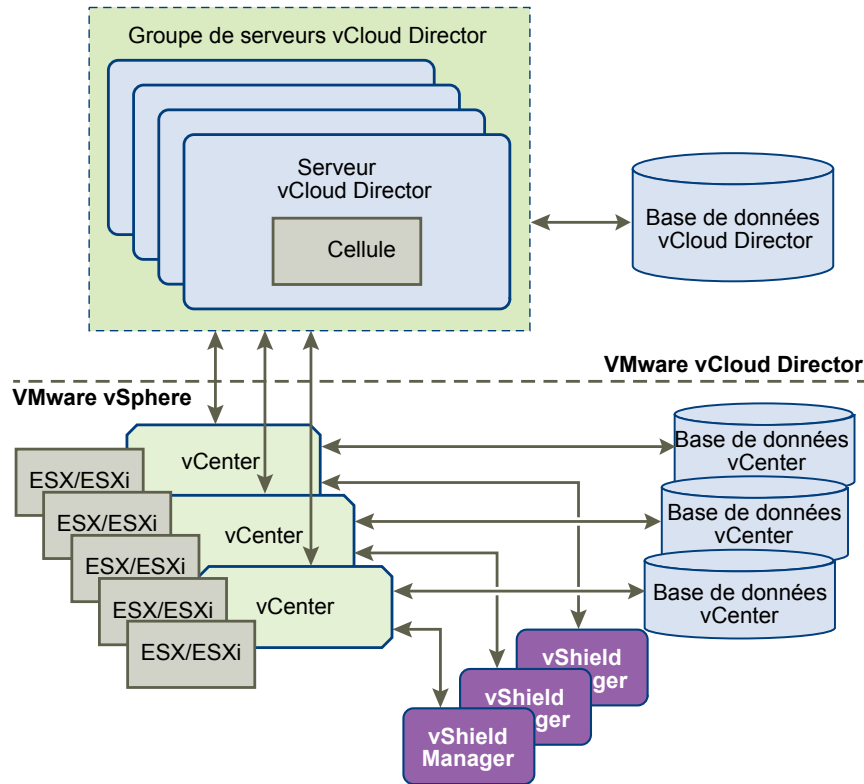 Groupe de serveurs vCloud Director
Serveur
vCloud Director
Cellule
Base de données
vCloud Director
VMware vCloud Director
VMware vSphere
vCenter
ESX/ESXi
Base de données
vCenter
ESX/ESXi
vCenter
Base de données
vCenter
ESX/ESXi
vCenter
Base de données
vCenter
ESX/ESXi
ESX/ESXi
vShield
ger
vShield
ger
vShield
Manager